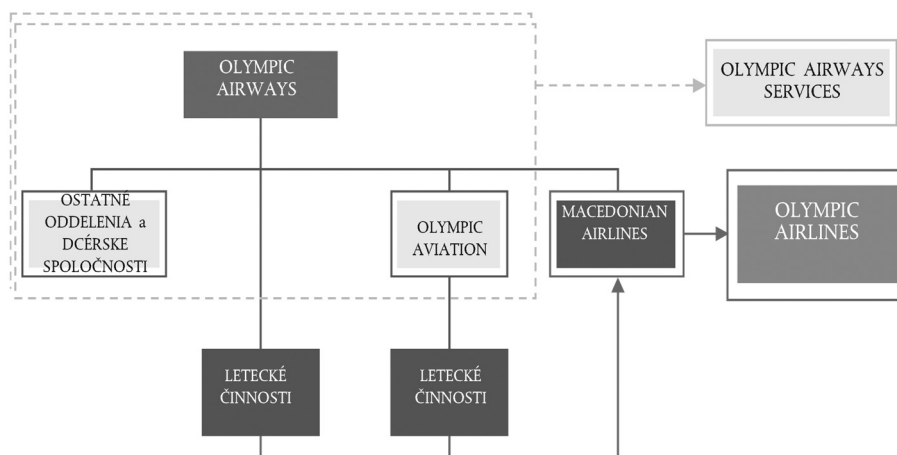 OLYMPIC
AIRWAYS
OLYMPIC AIRWAYS
SERVICES
OSTATNÉ
ODDELENIA a
DCÉRSKE
SPOLOČNOSTI
OLYMPIC
AVIATION
MACEDONIAN
AIRLINES
OLYMPIC
AIRLINES
LETECKÉ
ČINNOSTI
LETECKÉ
ČINNOSTI